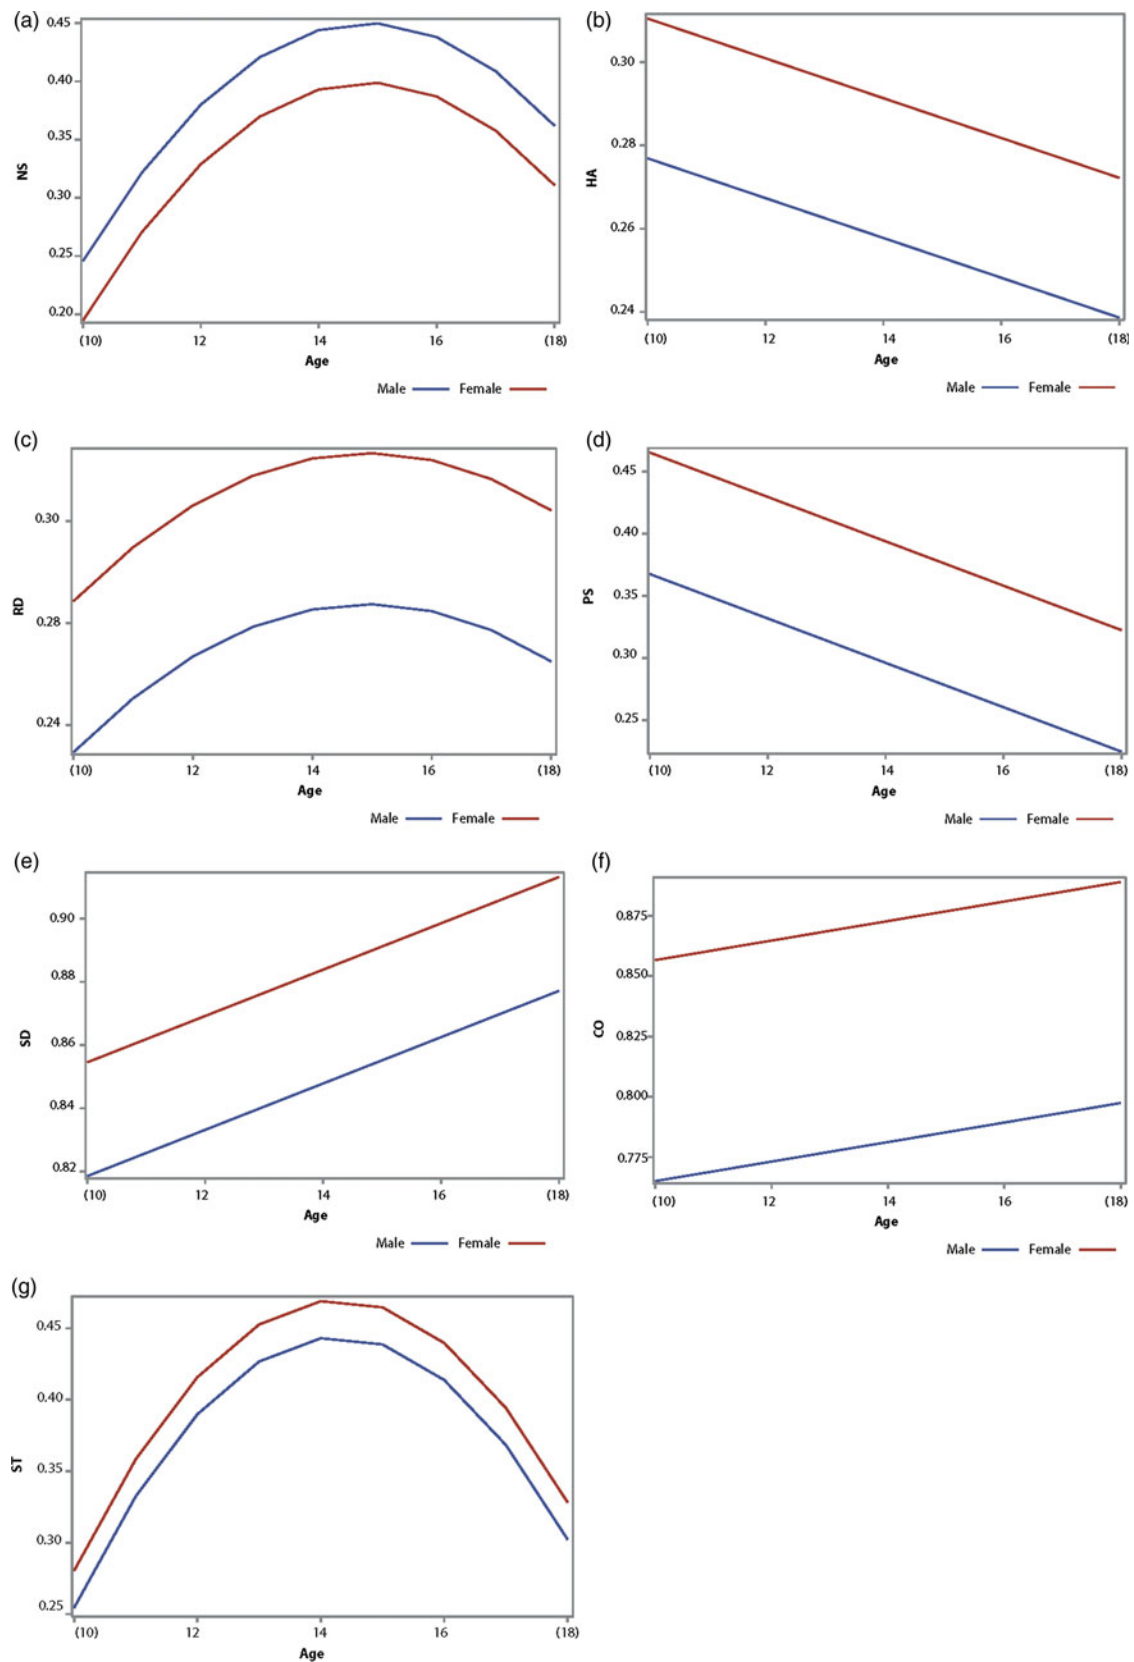 (a)
NS
0.45
0.40
0.35
0.30
0.25
0.20
(10) 12 14 16 (18)
Age
Male Female
(b)
HA
0.30
0.28
0.26
0.24
(10) 12 14 16 (18)
Age
Male Female
(c)
RD
0.30
0.28
0.24
(10) 12 14 16 (18)
Age
Male Female
(d)
PS
0.45
0.40
0.35
0.30
0.25
(10) 12 14 16 (18)
Age
Male Female
(e)
SD
0.90
0.88
0.86
0.84
0.82
(10) 12 14 16 (18)
Age
Male Female
(f)
CO
0.875
0.850
0.825
0.800
0.775
(10) 12 14 16 (18)
Age
Male Female
(g)
ST
0.45
0.40
0.35
0.30
0.25
(10) 12 14 16 (18)
Age